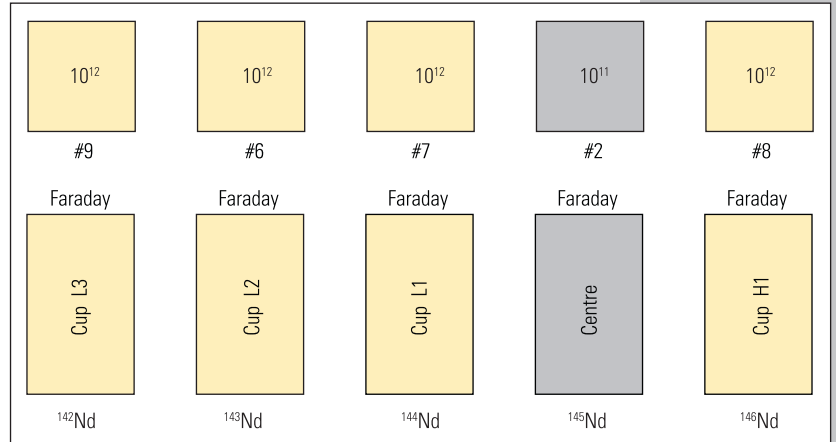 10¹² 10¹² 10¹² 10¹¹ 10¹²
#9 #6 #7 #2 #8
Faraday Faraday Faraday Faraday Faraday
Cup L3 Cup L2 Cup L1 Centre Cup H1
¹⁴²Nd ¹⁴³Nd ¹⁴⁴Nd ¹⁴⁵Nd ¹⁴⁶Nd